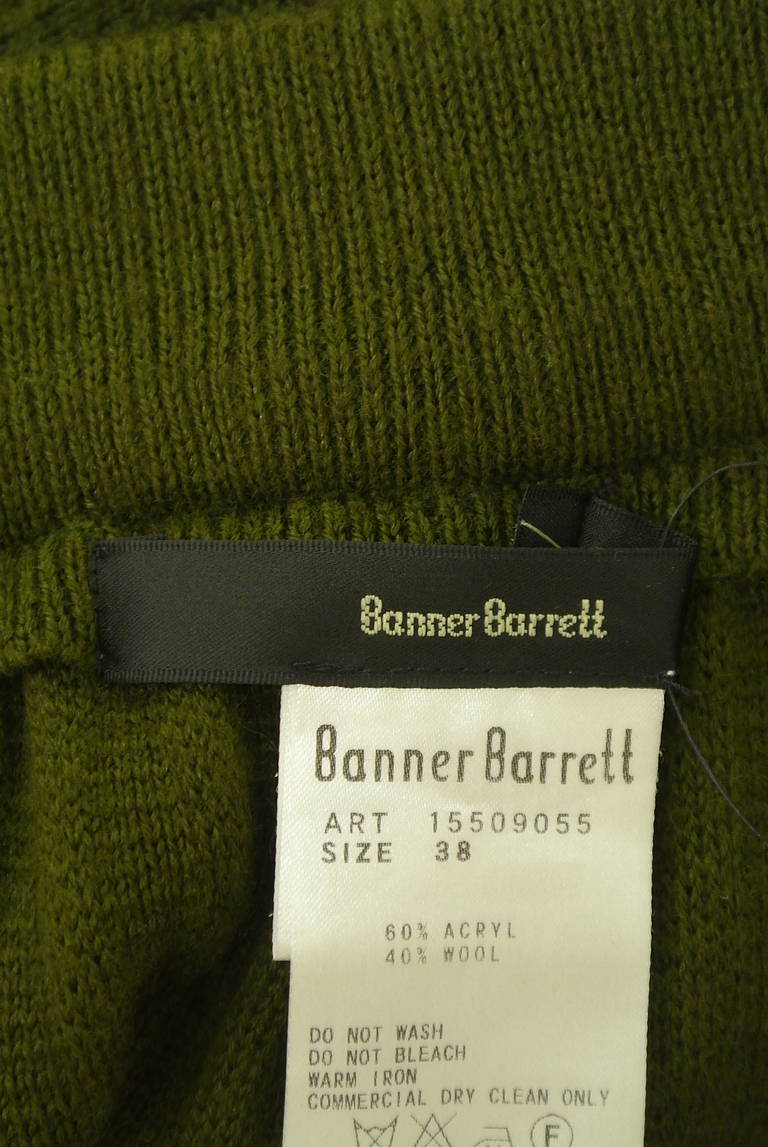 Banner Barrett
Banner Barrett
ART 15509055
SIZE 38
60% ACRYL
40% WOOL
DO NOT WASH
DO NOT BLEACH
WARM IRON
COMMERCIAL DRY CLEAN ONLY
F